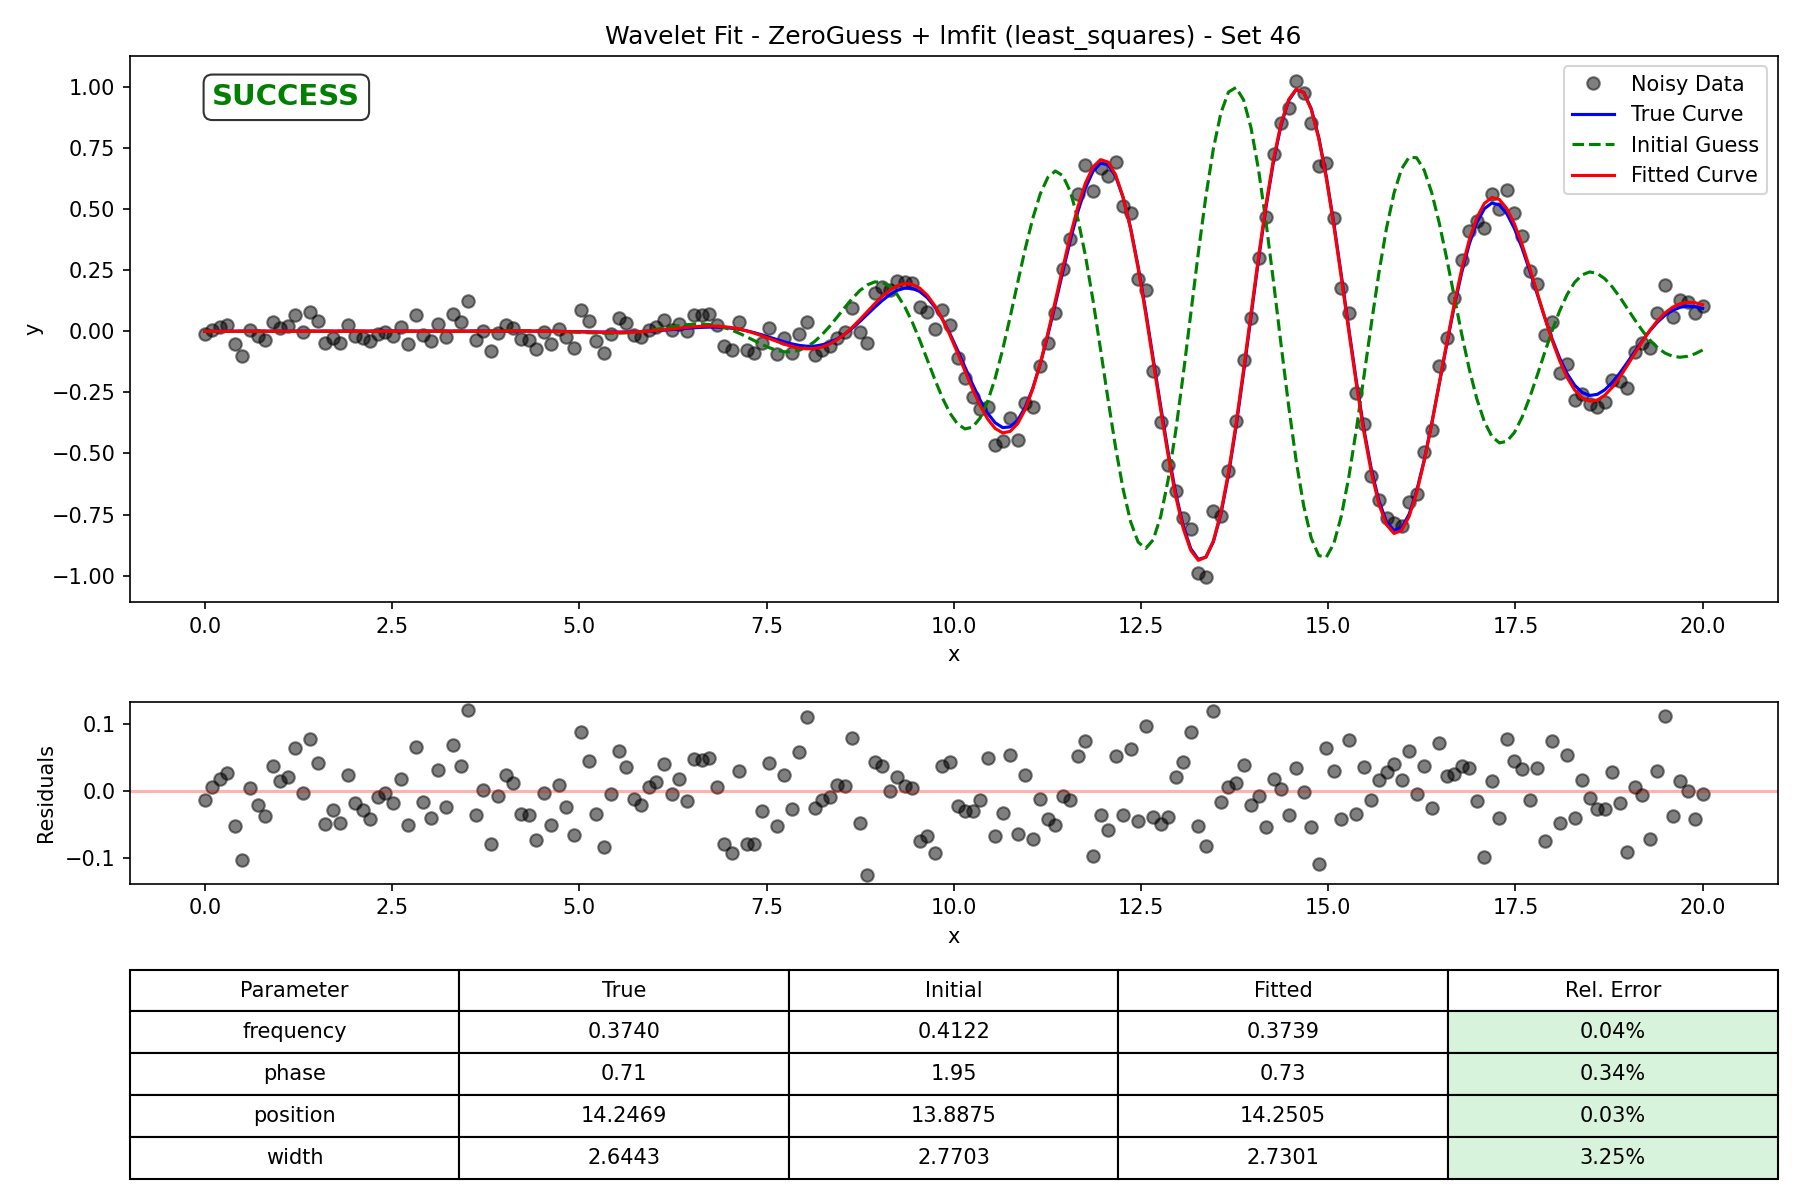 Wavelet Fit - ZeroGuess + lmfit (least_squares) - Set 46
SUCCESS
Noisy Data
True Curve
Initial Guess
Fitted Curve
1.00
0.75
0.50
0.25
0.00
−0.25
−0.50
−0.75
−1.00
y
0.0 2.5 5.0 7.5 10.0 12.5 15.0 17.5 20.0
x
0.1
0.0
−0.1
Residuals
0.0 2.5 5.0 7.5 10.0 12.5 15.0 17.5 20.0
x
Parameter True Initial Fitted Rel. Error
frequency 0.3740 0.4122 0.3739 0.04%
phase 0.71 1.95 0.73 0.34%
position 14.2469 13.8875 14.2505 0.03%
width 2.6443 2.7703 2.7301 3.25%